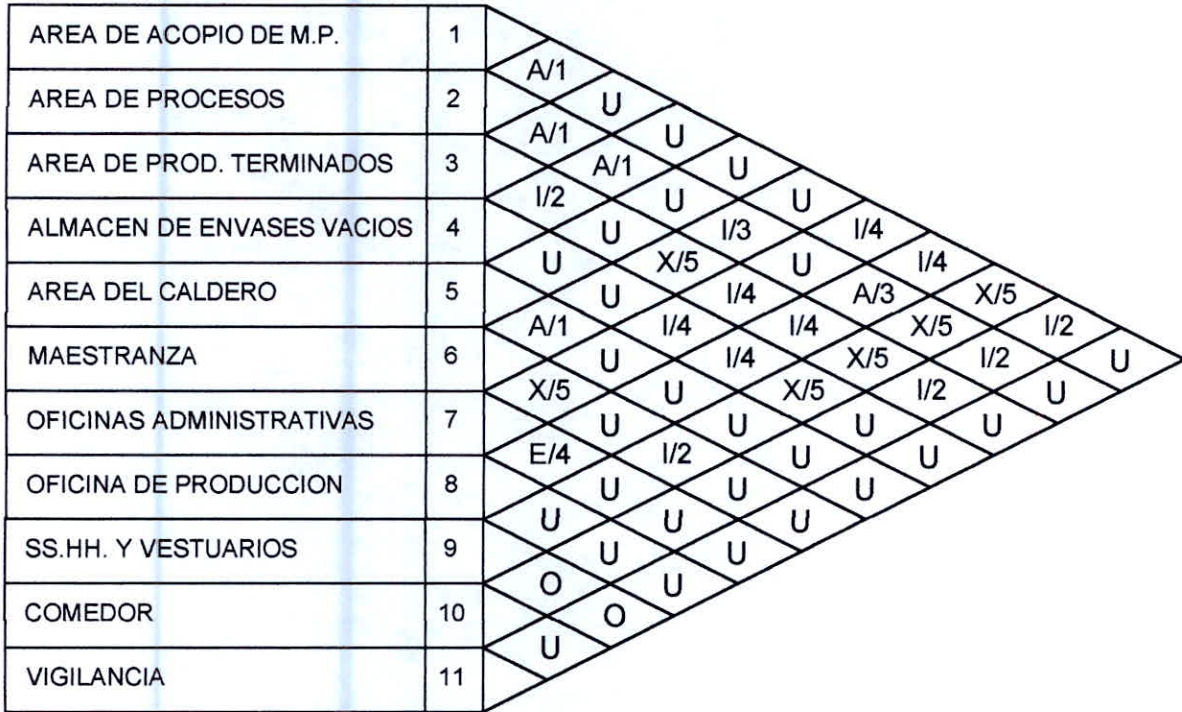 AREA DE ACOPIO DE M.P. 1
A/1
AREA DE PROCESOS 2 U
A/1 U
AREA DE PROD. TERMINADOS 3 A/1 U
I/2 U U
ALMACEN DE ENVASES VACIOS 4 U I/3 I/4
U X/5 U I/4
AREA DEL CALDERO 5 U I/4 A/3 X/5
A/1 I/4 I/4 X/5 I/2
MAESTRANZA 6 U I/4 X/5 I/2 U
X/5 U X/5 I/2 U
OFICINAS ADMINISTRATIVAS 7 U U U U
E/4 I/2 U U
OFICINA DE PRODUCCION 8 U U U
U U U
SS.HH. Y VESTUARIOS 9 U U
O U
COMEDOR 10 O
U
VIGILANCIA 11